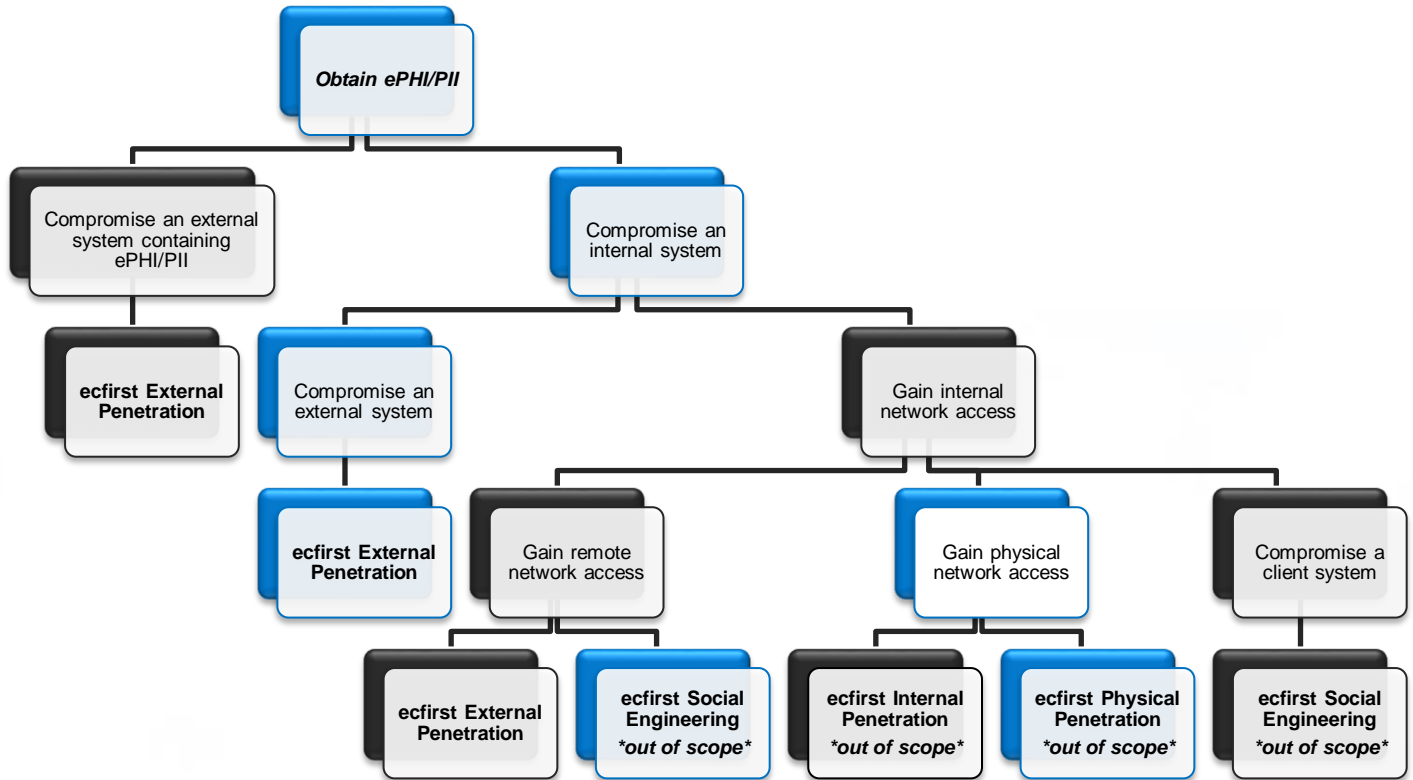 Obtain ePHI/PII
Compromise an external
system containing
ePHI/PII
Compromise an
internal system
ecfirst External
Penetration
Compromise an
external system
Gain internal
network access
ecfirst External
Penetration
Gain remote
network access
Gain physical
network access
Compromise a
client system
ecfirst External
Penetration
ecfirst Social
Engineering
*out of scope*
ecfirst Internal
Penetration
*out of scope*
ecfirst Physical
Penetration
*out of scope*
ecfirst Social
Engineering
*out of scope*